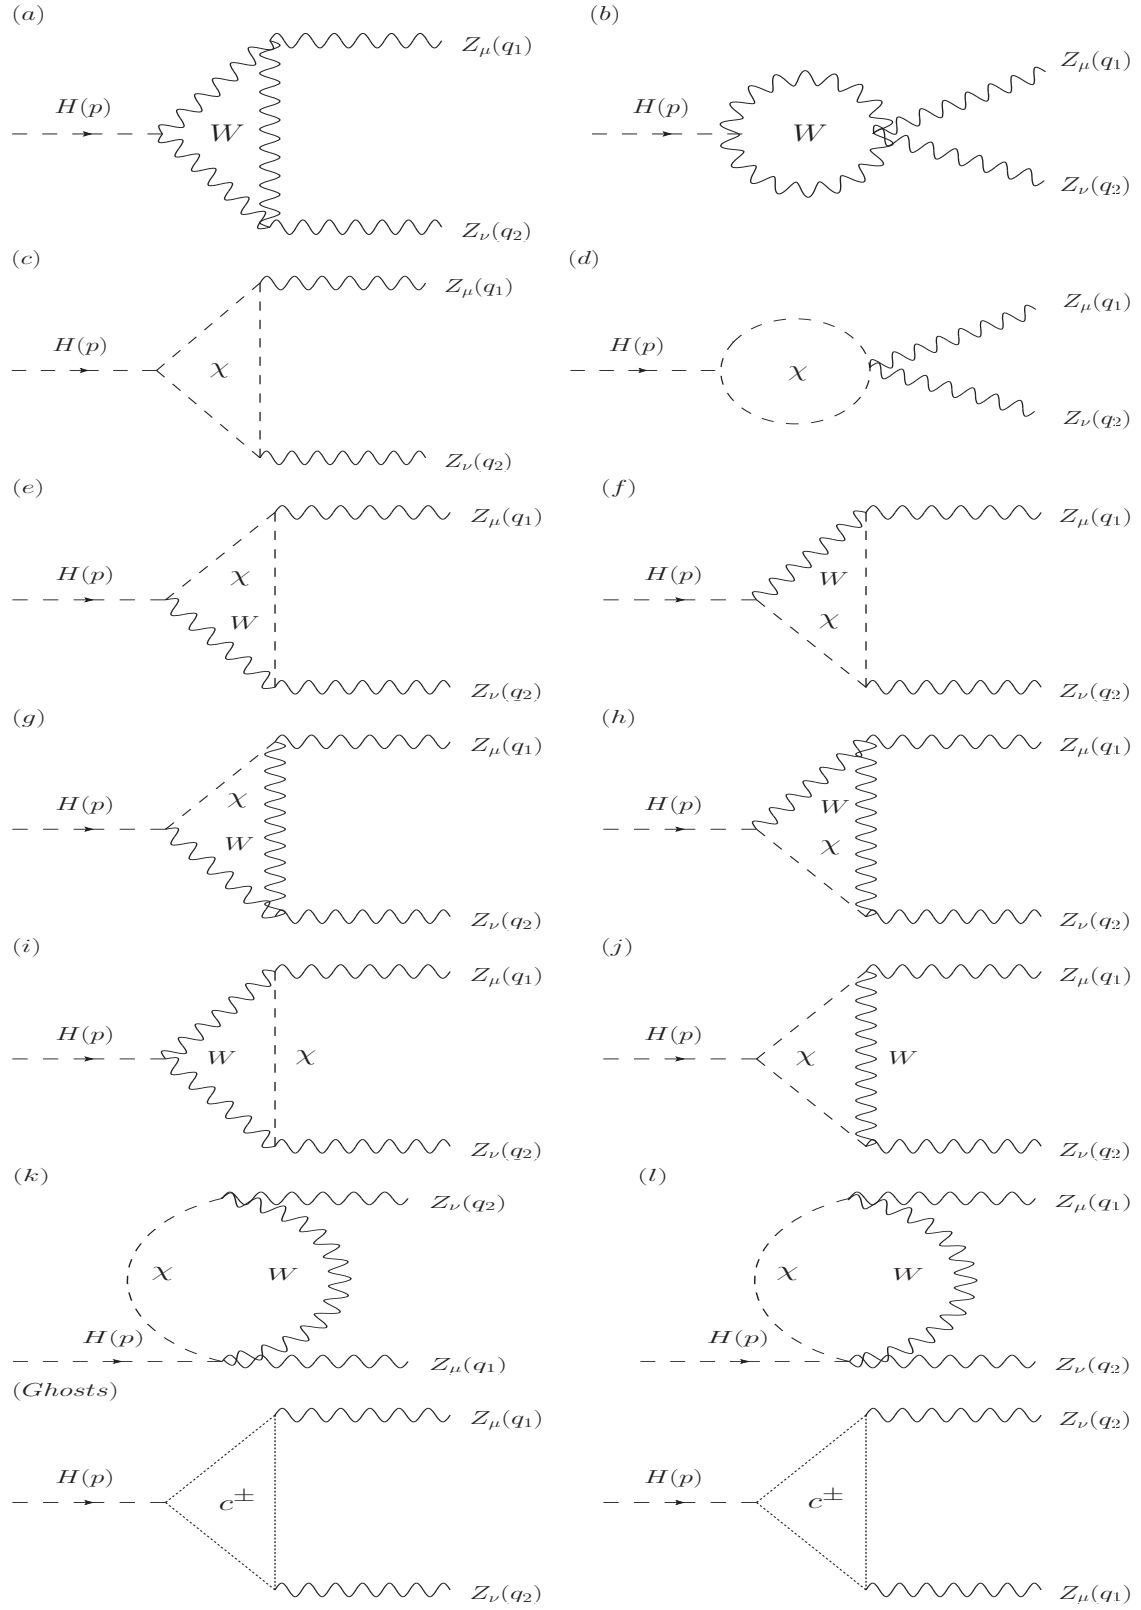 (a)
Z_μ(q_1)
H(p)
W
Z_ν(q_2)
(b)
Z_μ(q_1)
H(p)
W
Z_ν(q_2)
(c)
Z_μ(q_1)
H(p)
χ
Z_ν(q_2)
(d)
Z_μ(q_1)
H(p)
χ
Z_ν(q_2)
(e)
Z_μ(q_1)
H(p)
χ
W
Z_ν(q_2)
(f)
Z_μ(q_1)
H(p)
W
χ
Z_ν(q_2)
(g)
Z_μ(q_1)
H(p)
χ
W
Z_ν(q_2)
(h)
Z_μ(q_1)
H(p)
W
χ
Z_ν(q_2)
(i)
Z_μ(q_1)
H(p)
W χ
Z_ν(q_2)
(j)
Z_μ(q_1)
H(p)
χ W
Z_ν(q_2)
(k)
Z_ν(q_2)
χ W
H(p)
Z_μ(q_1)
(l)
Z_μ(q_1)
χ W
H(p)
Z_ν(q_2)
(Ghosts)
Z_μ(q_1)
H(p)
c^±
Z_ν(q_2)
Z_ν(q_2)
H(p)
c^±
Z_μ(q_1)